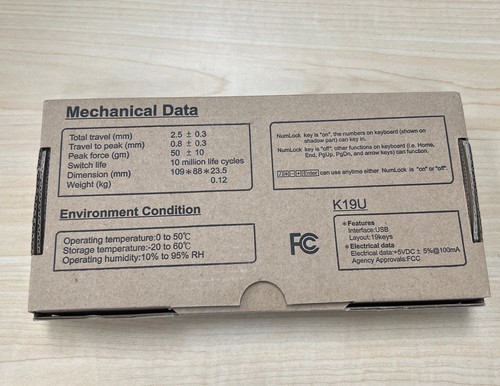 Mechanical Data
Total travel (mm) 2.5 ± 0.3
Travel to peak (mm) 0.8 ± 0.3
Peak force (gm) 50 ± 10
Switch life 10 million life cycles
Dimension (mm) 109*88*23.5
Weight (kg) 0.12
NumLock key is "on", the numbers on keyboard (shown on
shadow part) can key in.
NumLock key is "off", other functions on keyboard (i.e. Home,
End, PgUp, PgDn, and arrow keys) can function.
Enter can use anytime either NumLock is "on" or "off".
Environment Condition
Operating temperature:0 to 50℃
Storage temperature:-20 to 60℃
Operating humidity:10% to 95% RH
FC
K19U
*Features
Interface:USB
Layout:19keys
*Electrical data
Electrical data:+5VDC ± 5%@100mA
Agency Approvals:FCC